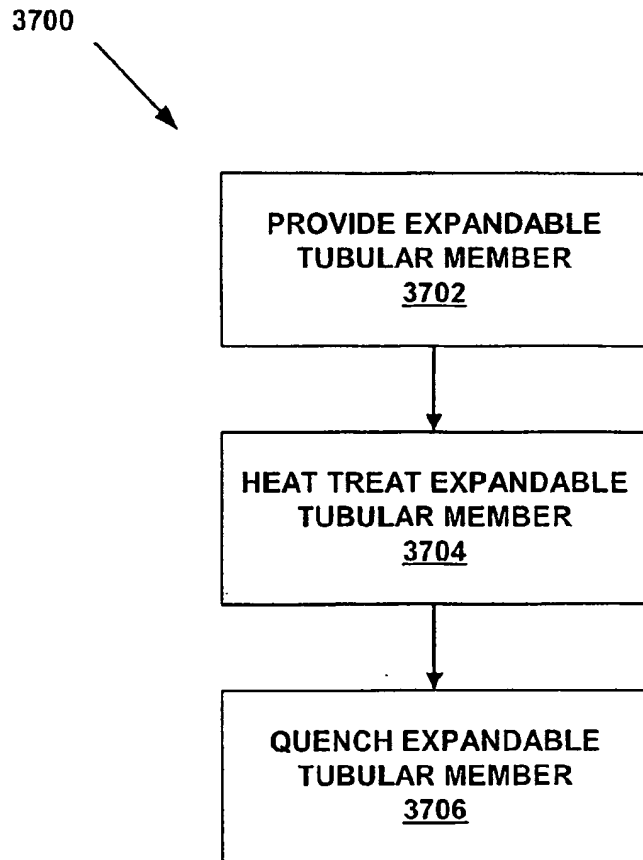 3700
PROVIDE EXPANDABLE
TUBULAR MEMBER
3702
HEAT TREAT EXPANDABLE
TUBULAR MEMBER
3704
QUENCH EXPANDABLE
TUBULAR MEMBER
3706